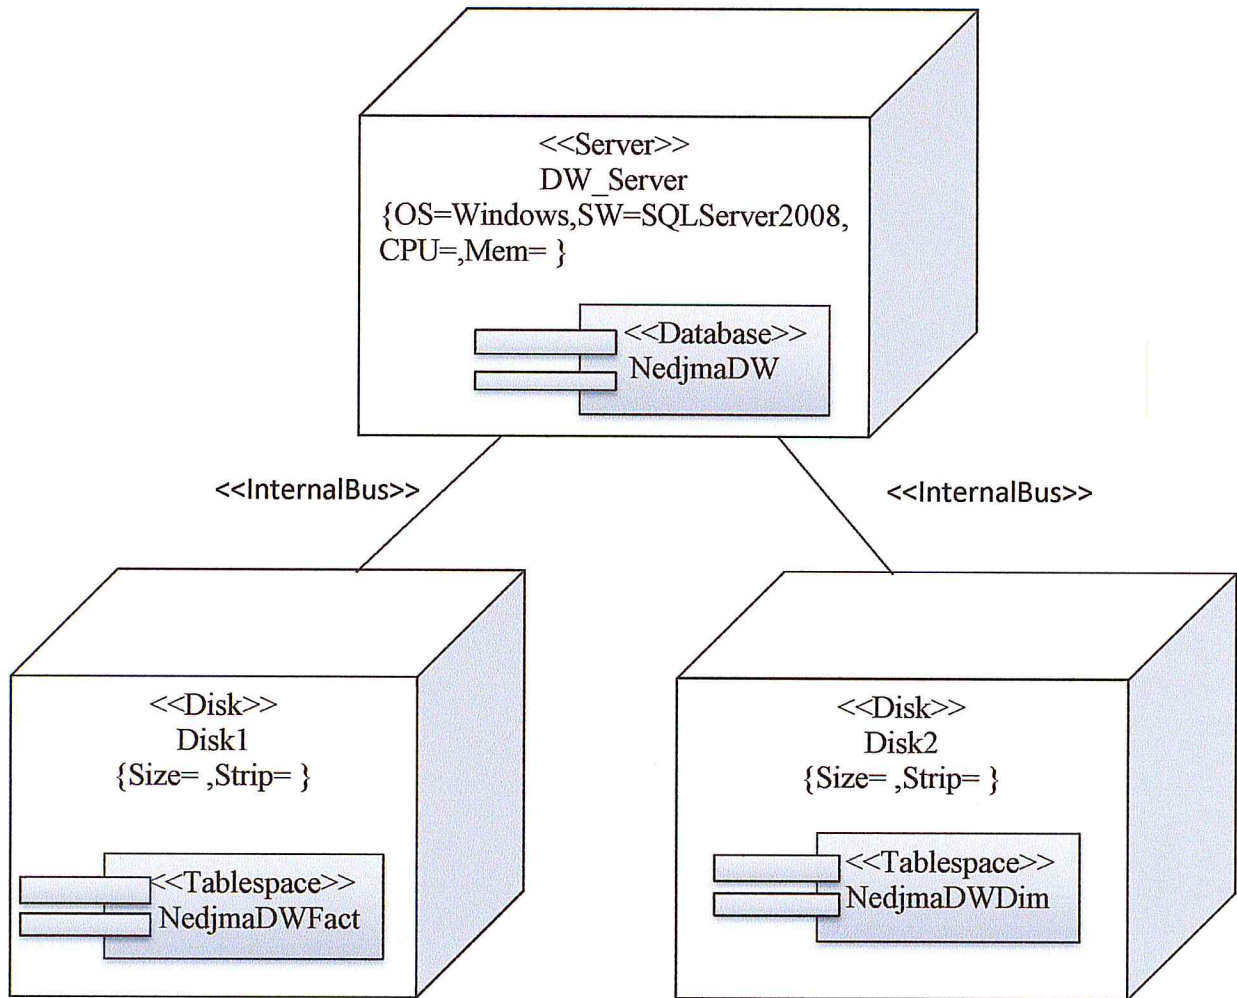 <<Server>>
DW_Server
{OS=Windows,SW=SQLServer2008,
CPU=,Mem= }
<<Database>>
NedjmaDW
<<InternalBus>>
<<InternalBus>>
<<Disk>>
Disk1
{Size= ,Strip= }
<<Tablespace>>
NedjmaDWFact
<<Disk>>
Disk2
{Size= ,Strip= }
<<Tablespace>>
NedjmaDWDim